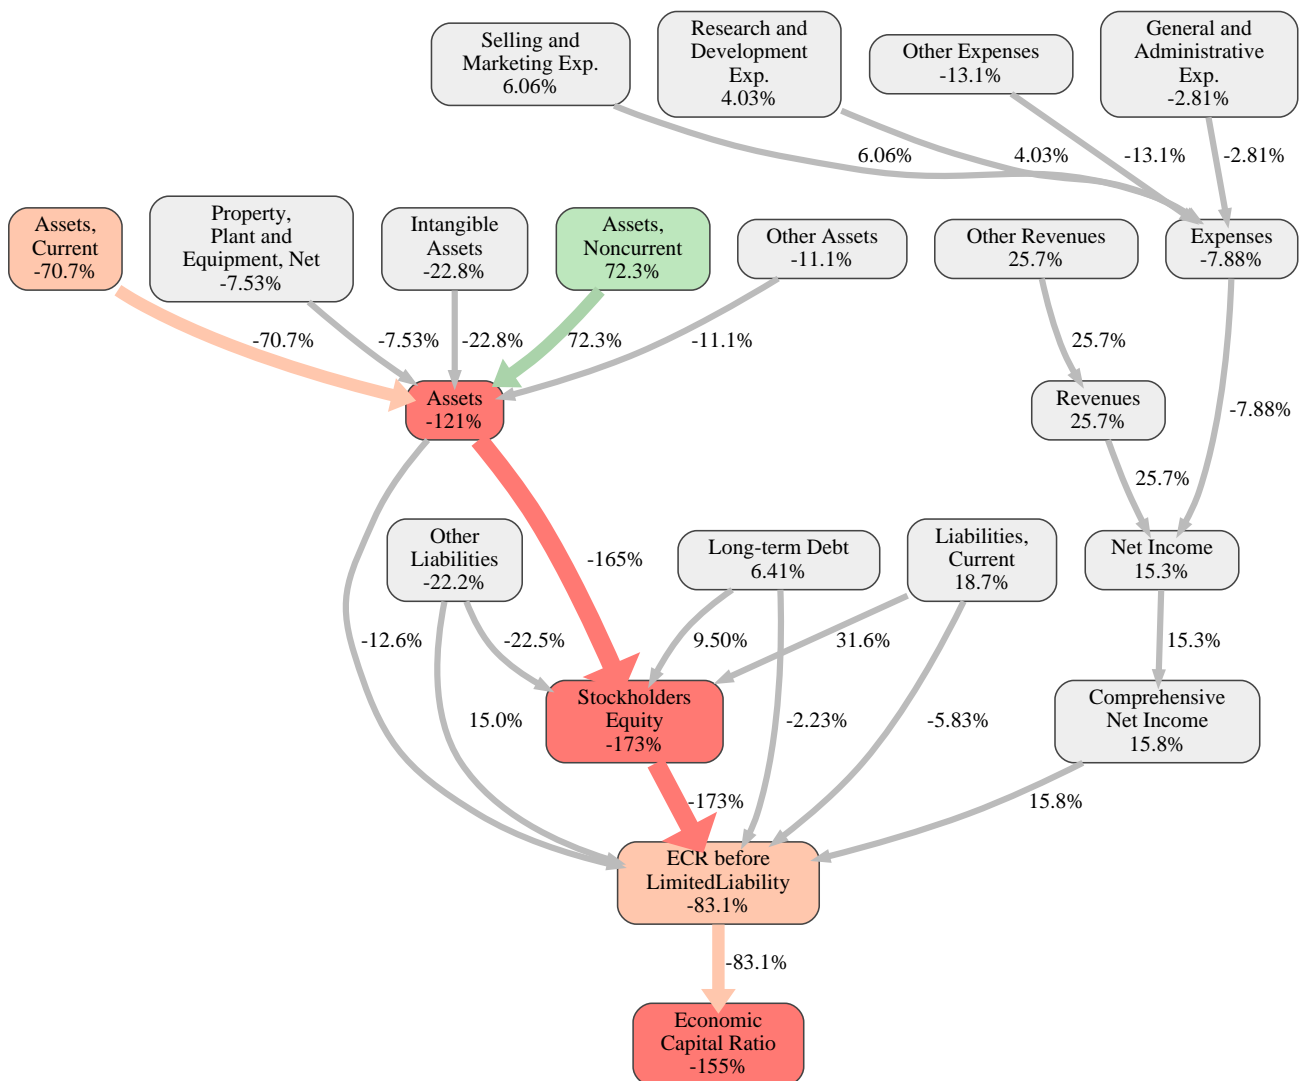 Selling and
Marketing Exp.
6.06%
Research and
Development
Exp.
4.03%
Other Expenses
-13.1%
General and
Administrative
Exp.
-2.81%
6.06%
4.03%
-13.1%
-2.81%
Assets,
Current
-70.7%
Property,
Plant and
Equipment, Net
-7.53%
Intangible
Assets
-22.8%
Assets,
Noncurrent
72.3%
Other Assets
-11.1%
Other Revenues
25.7%
Expenses
-7.88%
-70.7%
-7.53%
-22.8%
72.3%
-11.1%
25.7%
-7.88%
Assets
-121%
Revenues
25.7%
25.7%
Other
Liabilities
-22.2%
-165%
Long-term Debt
6.41%
Liabilities,
Current
18.7%
Net Income
15.3%
-12.6%
-22.5%
9.50%
31.6%
15.3%
Stockholders
Equity
-173%
Comprehensive
Net Income
15.8%
15.0%
-2.23%
-5.83%
-173%
15.8%
ECR before
LimitedLiability
-83.1%
-83.1%
Economic
Capital Ratio
-155%